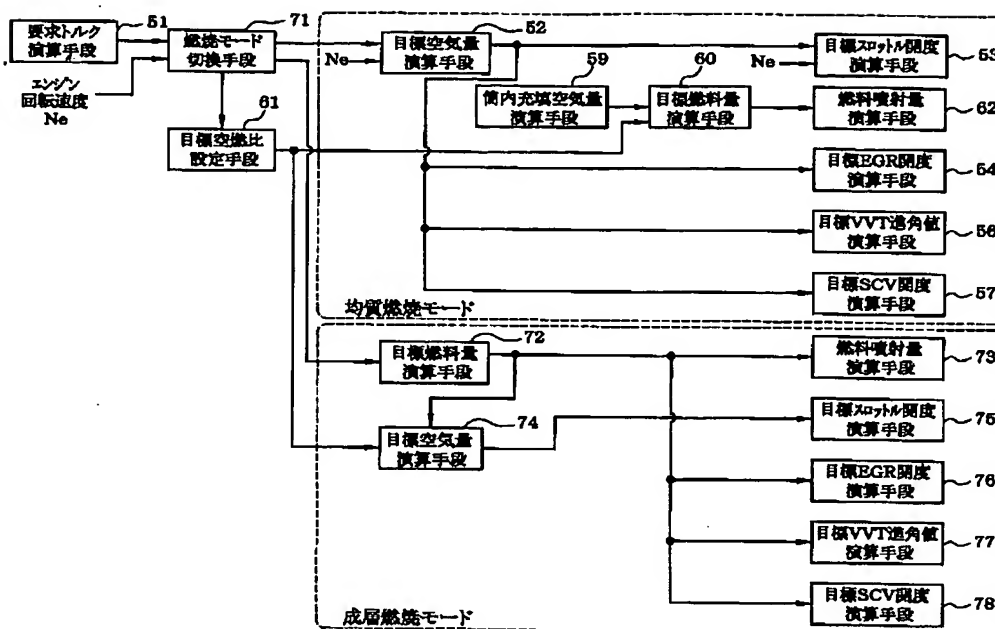 51
要求トルク
演算手段
エンジン
回転速度
Ne
71
燃焼モード
切換手段
61
目標空燃比
設定手段
52
目標空気量
演算手段
Ne
59
筒内充填空気量
演算手段
60
目標燃料量
演算手段
Ne
目標スロットル開度
演算手段
53
燃料噴射量
演算手段
62
目標EGR開度
演算手段
54
目標VVT進角値
演算手段
56
目標SCV開度
演算手段
57
均質燃焼モード
72
目標燃料量
演算手段
74
目標空気量
演算手段
燃料噴射量
演算手段
73
目標スロットル開度
演算手段
75
目標EGR開度
演算手段
76
目標VVT進角値
演算手段
77
目標SCV開度
演算手段
78
成層燃焼モード